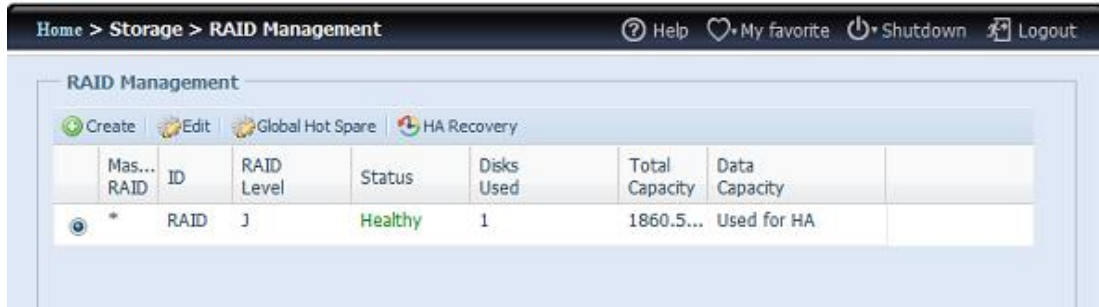 Home > Storage > RAID Management Help My favorite Shutdown Logout
RAID Management
Create Edit Global Hot Spare HA Recovery
Mas... RAID ID RAID Level Status Disks Used Total Capacity Data Capacity
* RAID J Healthy 1 1860.5... Used for HA